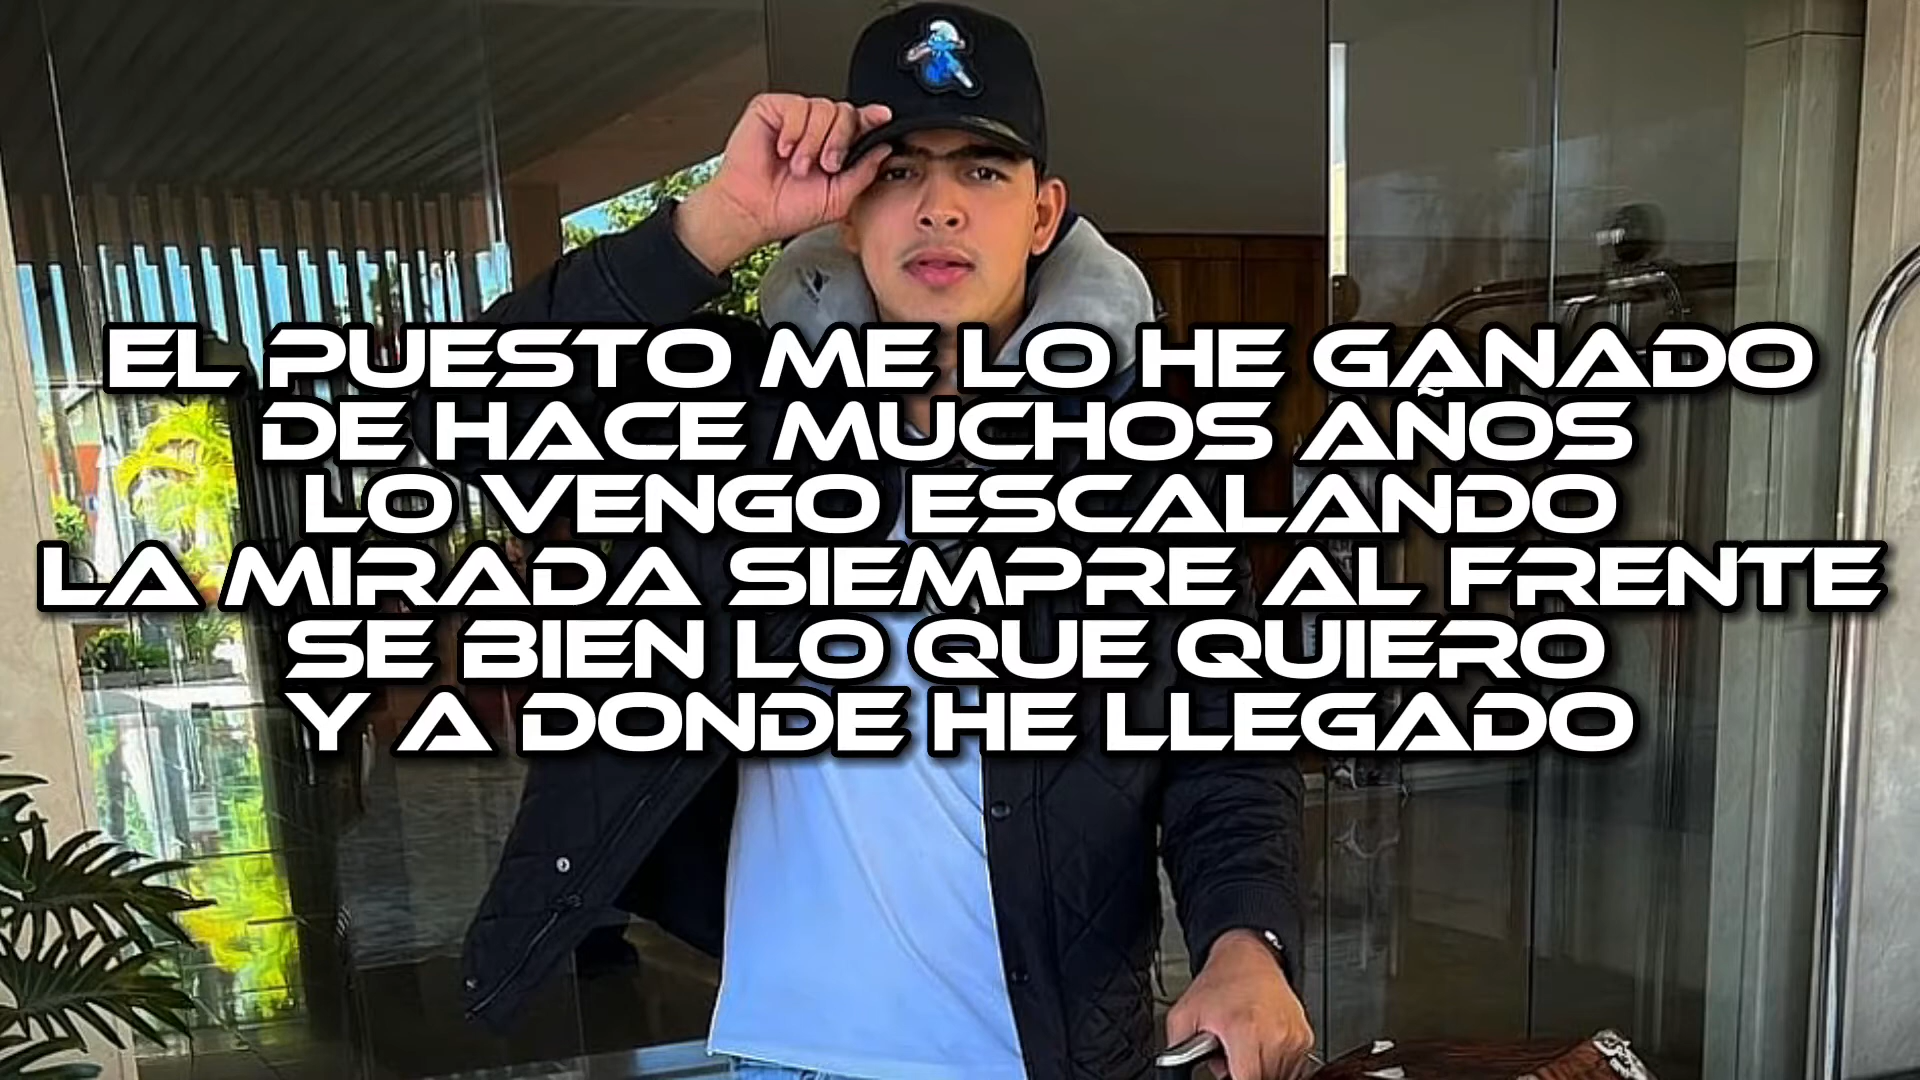 EL PUESTO ME LO HE GANADO
DE HACE MUCHOS AÑOS
LO VENGO ESCALANDO
LA MIRADA SIEMPRE AL FRENTE
SE BIEN LO QUE QUIERO
Y A DONDE HE LLEGADO